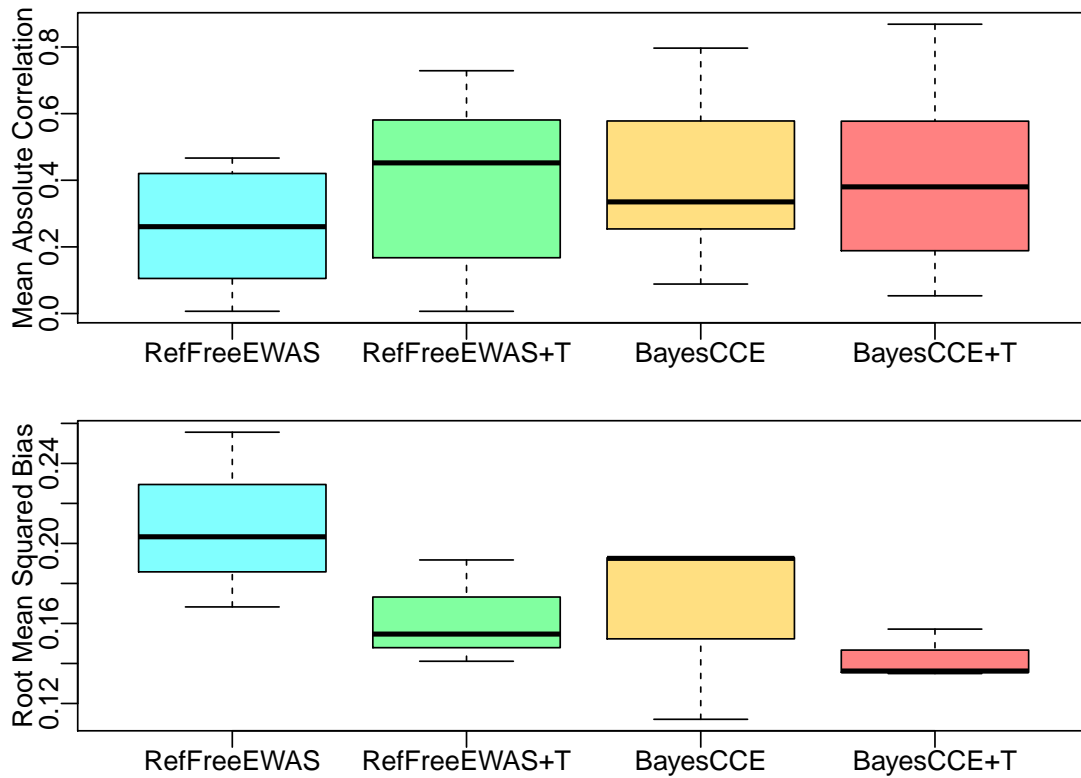 Mean Absolute Correlation
0.8
0.6
0.4
0.2
0.0
RefFreeEWAS RefFreeEWAS+T BayesCCE BayesCCE+T
Root Mean Squared Bias
0.24
0.20
0.16
0.12
RefFreeEWAS RefFreeEWAS+T BayesCCE BayesCCE+T